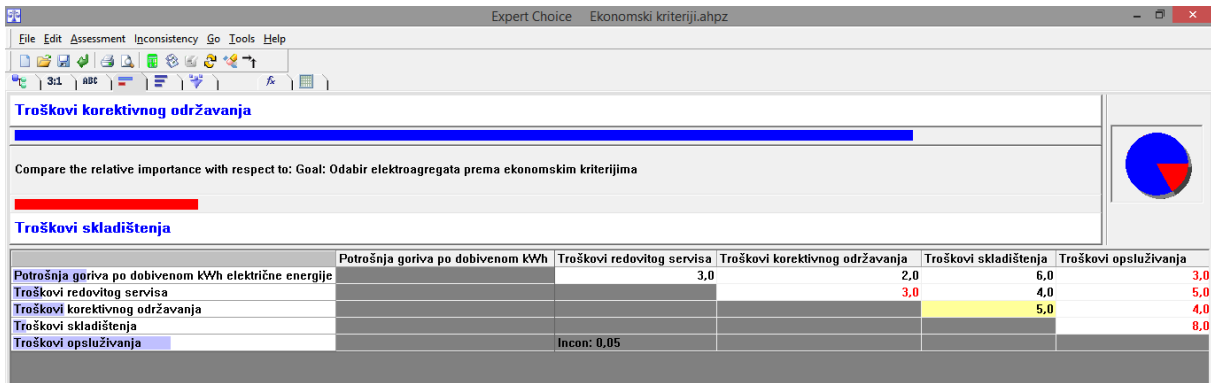 Expert Choice Ekonomski kriteriji.ahpz
File Edit Assessment Inconsistency Go Tools Help
3:1 ABC fx
Troškovi korektivnog održavanja
Compare the relative importance with respect to: Goal: Odabir elektroagregata prema ekonomskim kriterijima
Troškovi skladištenja
Potrošnja goriva po dobivenom kWh Troškovi redovitog servisa Troškovi korektivnog održavanja Troškovi skladištenja Troškovi opsluživanja
Potrošnja goriva po dobivenom kWh električne energije 3,0 2,0 6,0 3,0
Troškovi redovitog servisa 3,0 4,0 5,0
Troškovi korektivnog održavanja 5,0 4,0
Troškovi skladištenja 8,0
Troškovi opsluživanja Incon: 0,05